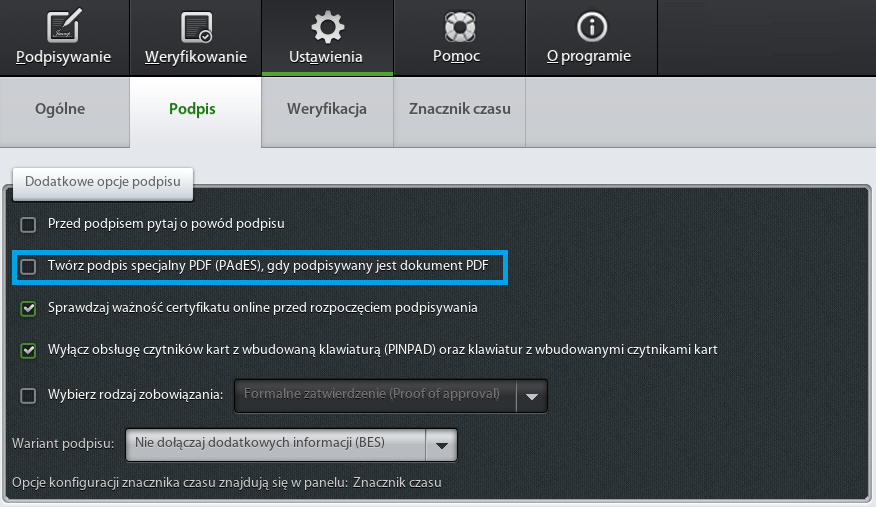 Podpisywanie
Weryfikowanie
Ustawienia
Pomoc
O programie
Ogólne
Podpis
Weryfikacja
Znacznik czasu
Dodatkowe opcje podpisu
Przed podpisem pytaj o powód podpisu
Twórz podpis specjalny PDF (PAdES), gdy podpisywany jest dokument PDF
Sprawdzaj ważność certyfikatu online przed rozpoczęciem podpisywania
Wyłącz obsługę czytników kart z wbudowaną klawiaturą (PINPAD) oraz klawiatur z wbudowanymi czytnikami kart
Wybierz rodzaj zobowiązania: Formalne zatwierdzenie (Proof of approval)
Wariant podpisu: Nie dołączaj dodatkowych informacji (BES)
Opcje konfiguracji znacznika czasu znajdują się w panelu: Znacznik czasu